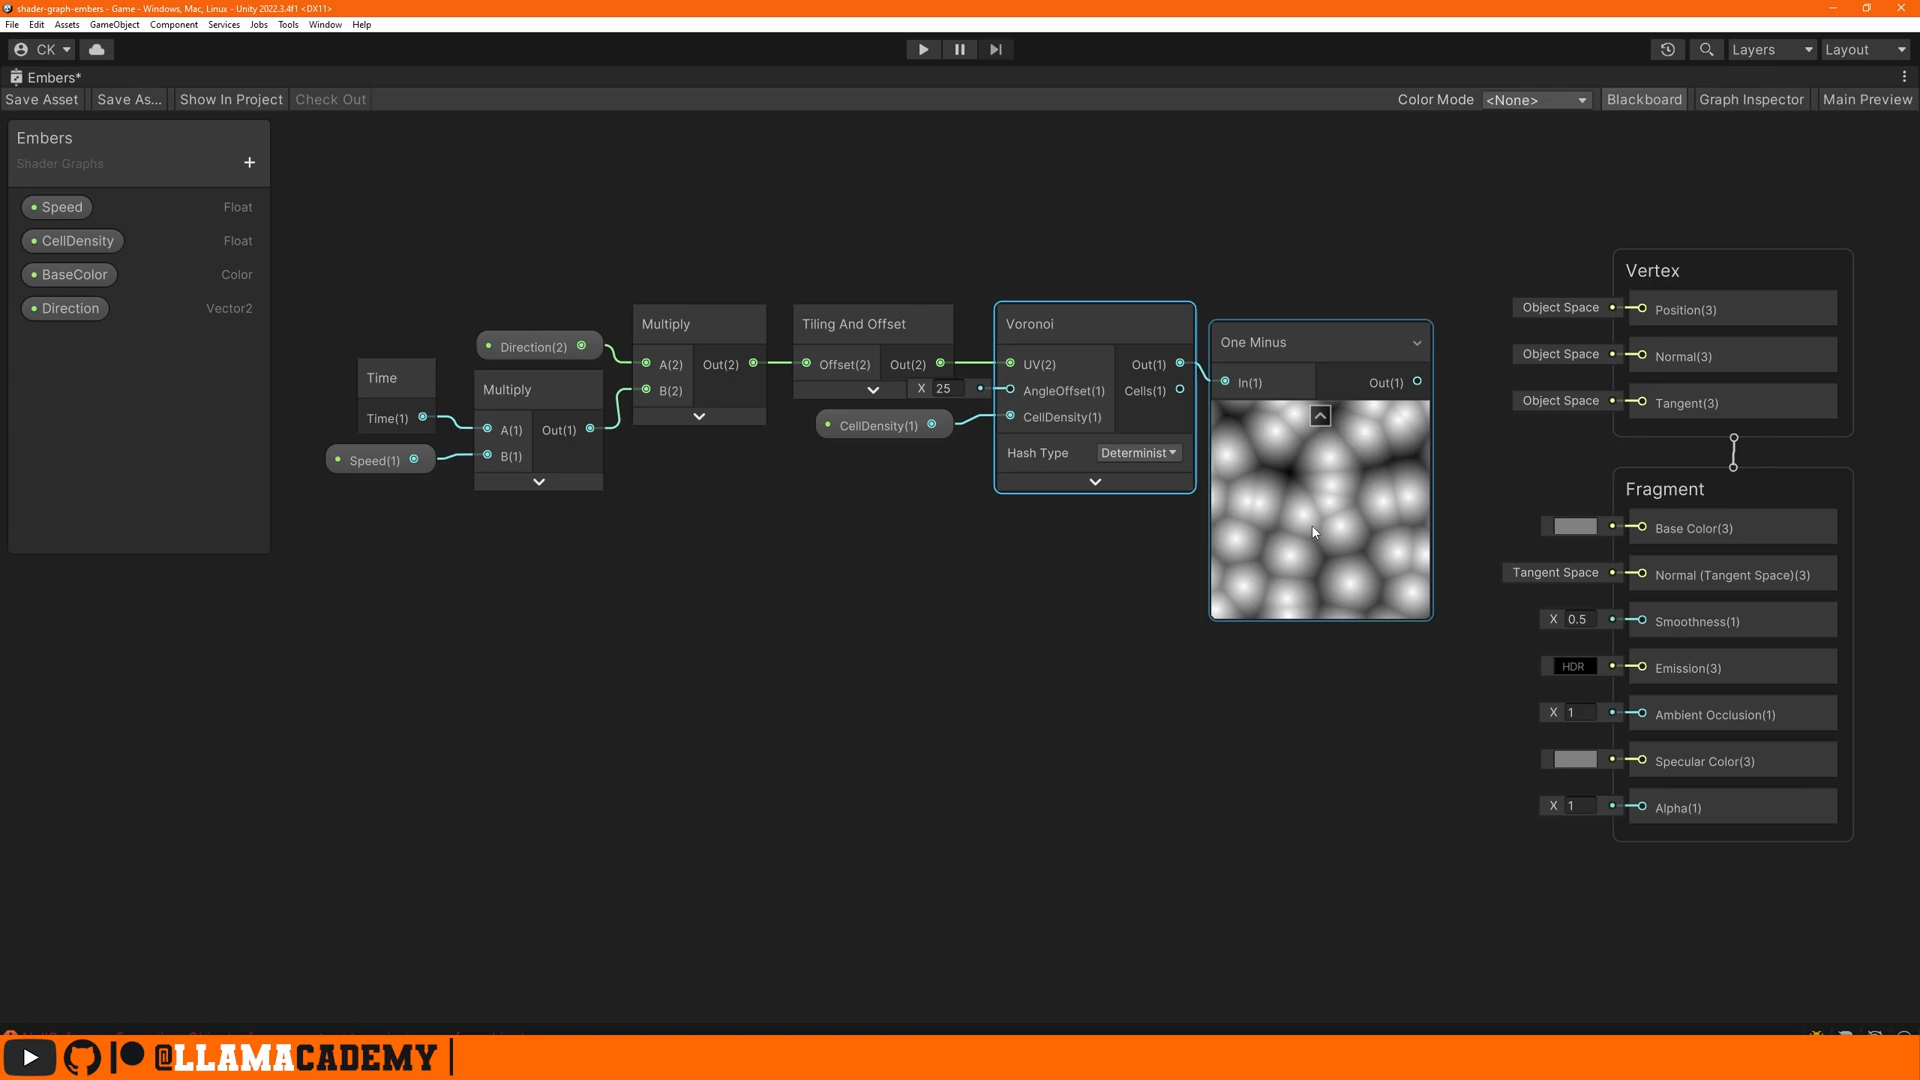 shader-graph-embers - Game - Windows, Mac, Linux - Unity 2022.3.4f1 <DX11>
File Edit Assets GameObject Component Services Jobs Tools Window Help
CK Layers Layout
Embers*
Save Asset Save As... Show In Project Check Out Color Mode <None> Blackboard Graph Inspector Main Preview
Embers
Shader Graphs
+
Speed Float
CellDensity Float
BaseColor Color
Direction Vector2
Time
Time(1)
Speed(1)
Direction(2)
Multiply
A(1) Out(1)
B(1)
Multiply
A(2) Out(2)
B(2)
Tiling And Offset
Offset(2) Out(2)
X 25
CellDensity(1)
Voronoi
UV(2) Out(1)
AngleOffset(1) Cells(1)
CellDensity(1)
Hash Type Determinist
One Minus
In(1) Out(1)
Vertex
Object Space Position(3)
Object Space Normal(3)
Object Space Tangent(3)
Fragment
Base Color(3)
Tangent Space Normal (Tangent Space)(3)
X 0.5 Smoothness(1)
HDR Emission(3)
X 1 Ambient Occlusion(1)
Specular Color(3)
X 1 Alpha(1)
@LLAMACADEMY